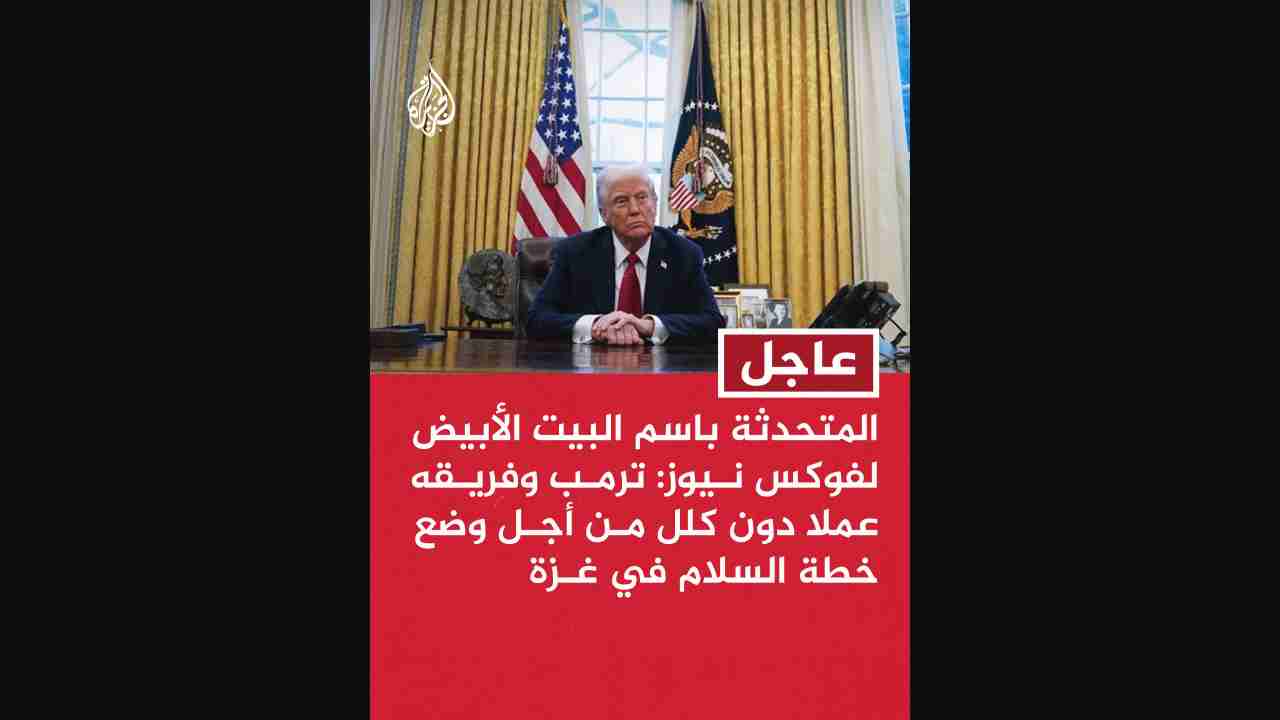 الجزيرة
عاجل
المتحدثة باسم البيت الأبيض
لفوكس نيوز: ترمب وفريقه
عملا دون كلل من أجل وضع
خطة السلام في غزة